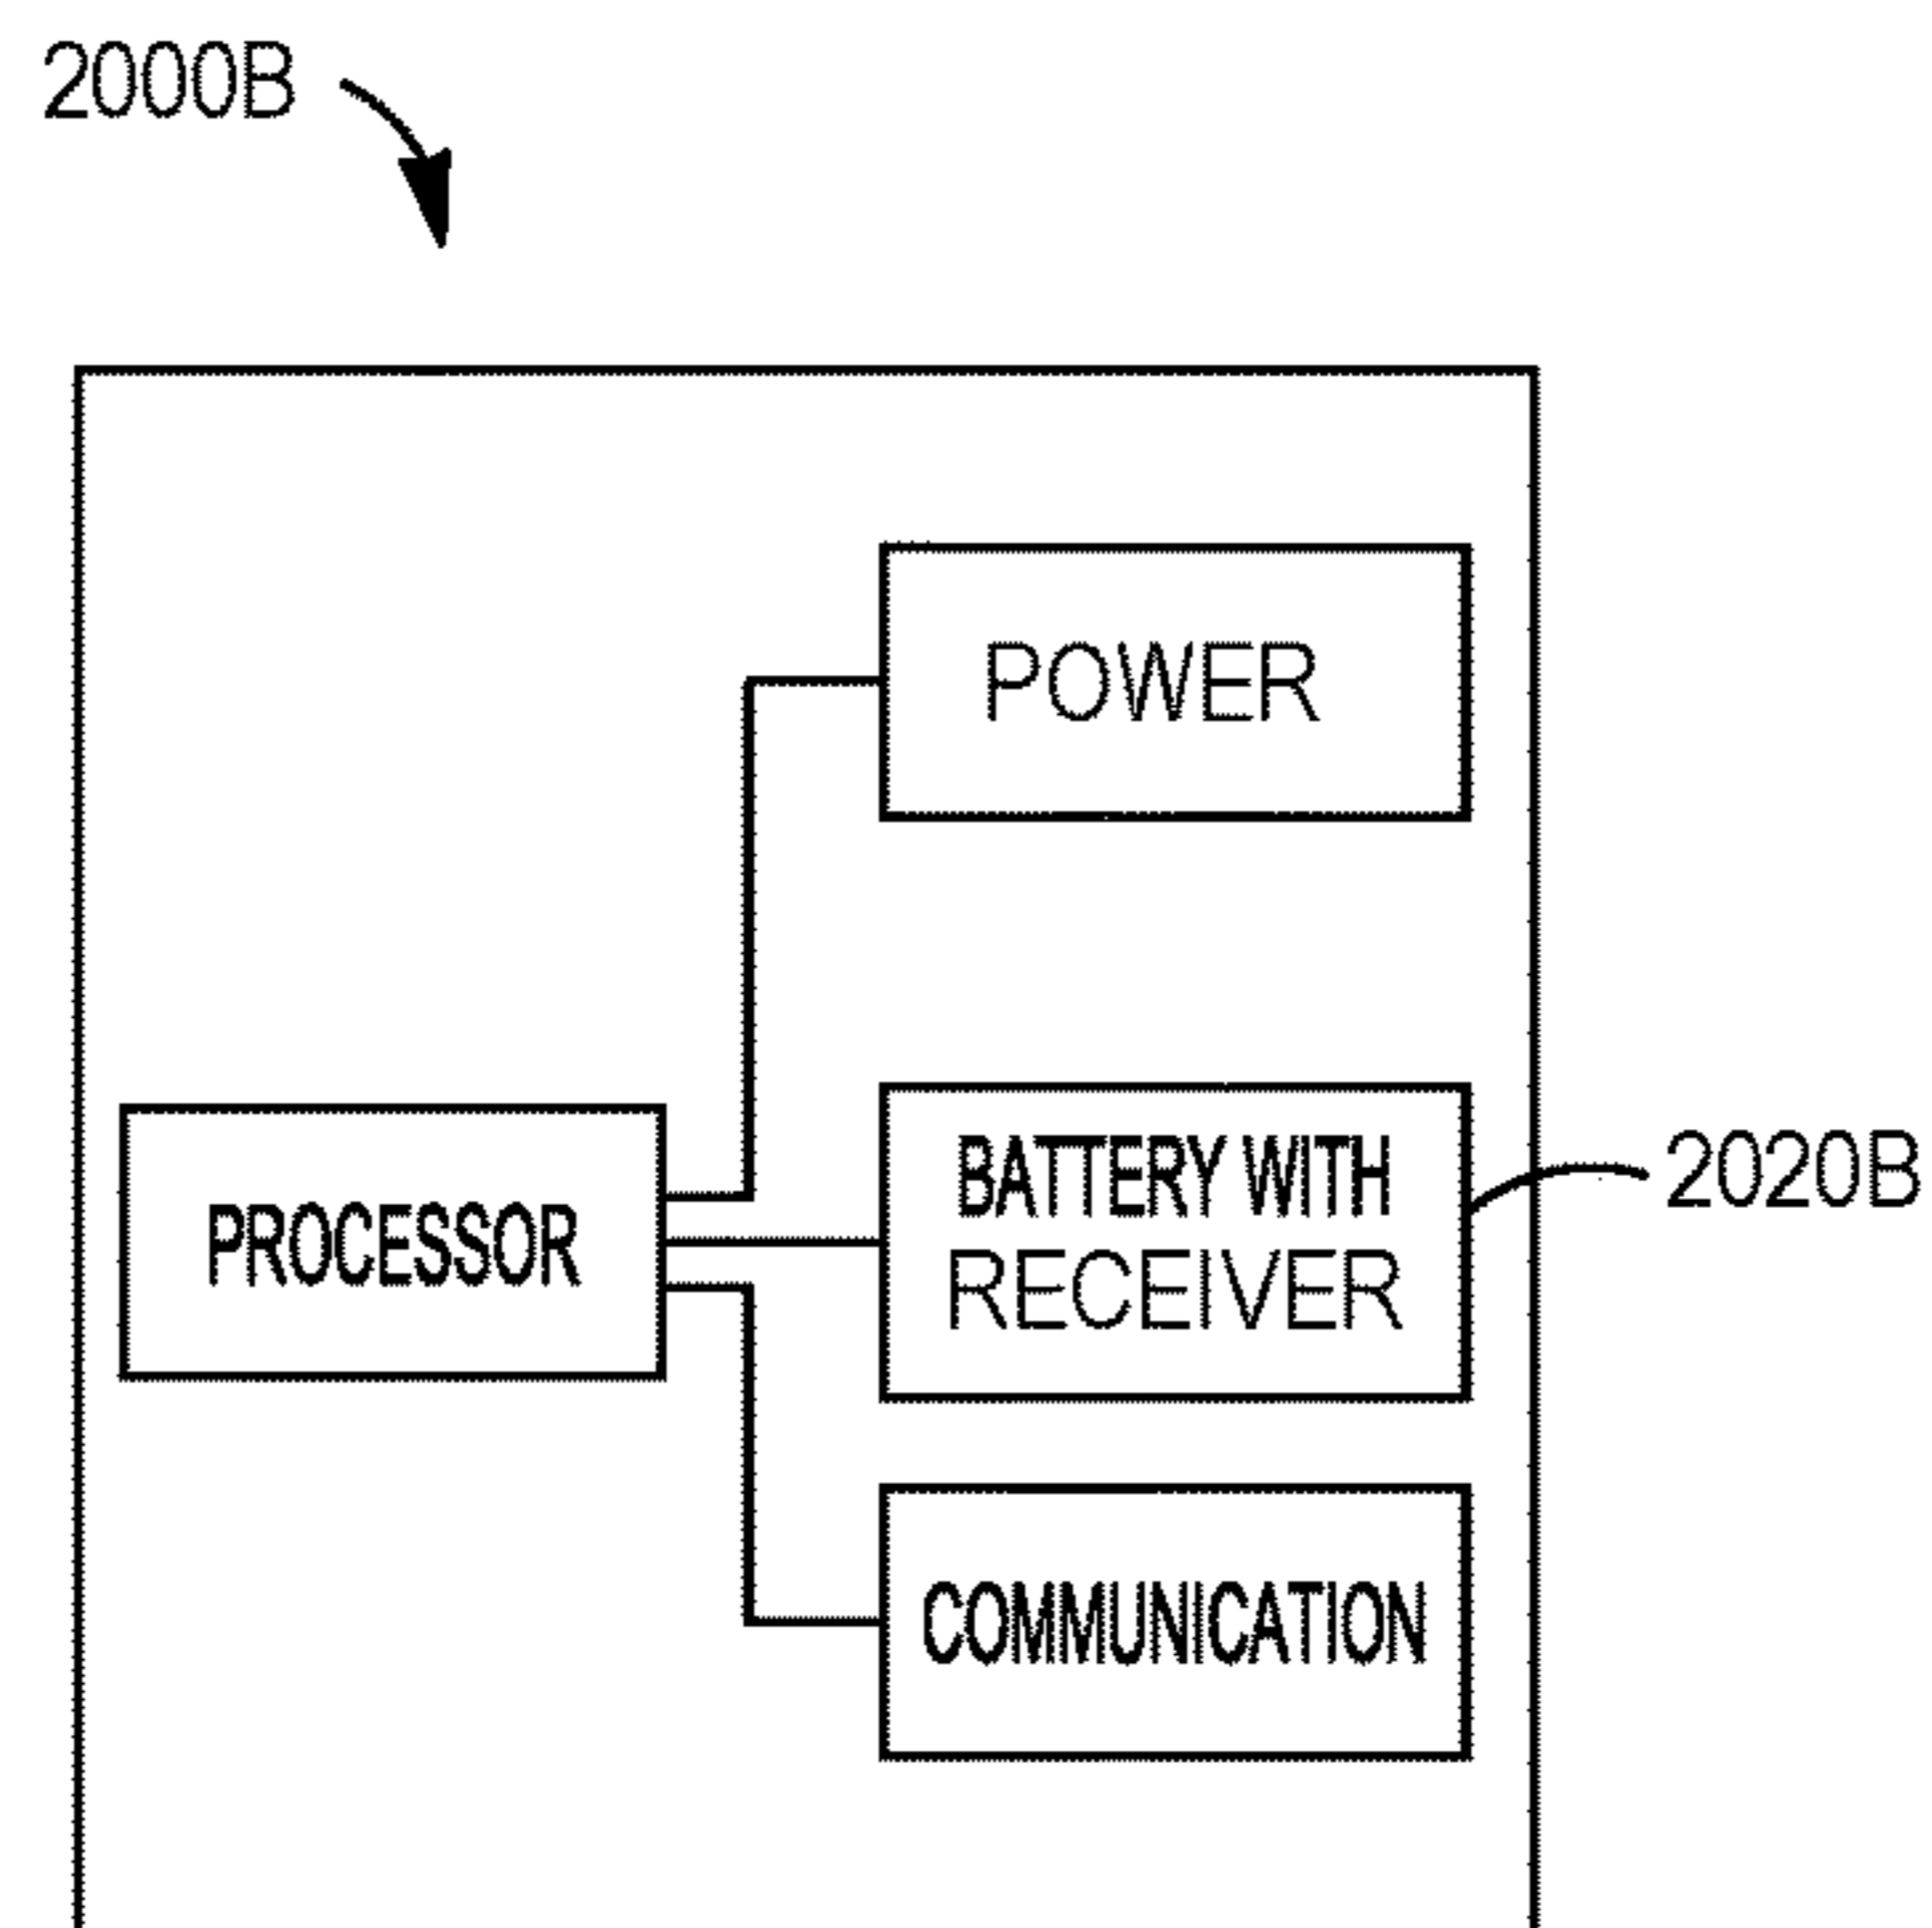 2000B
POWER
PROCESSOR
BATTERY WITH
RECEIVER
2020B
COMMUNICATION